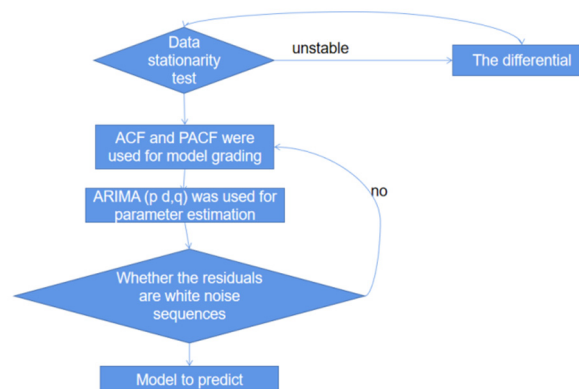 Data
stationarity
test
unstable
The differential
ACF and PACF were
used for model grading
ARIMA (p d,q) was used for
parameter estimation
no
Whether the residuals
are white noise
sequences
Model to predict